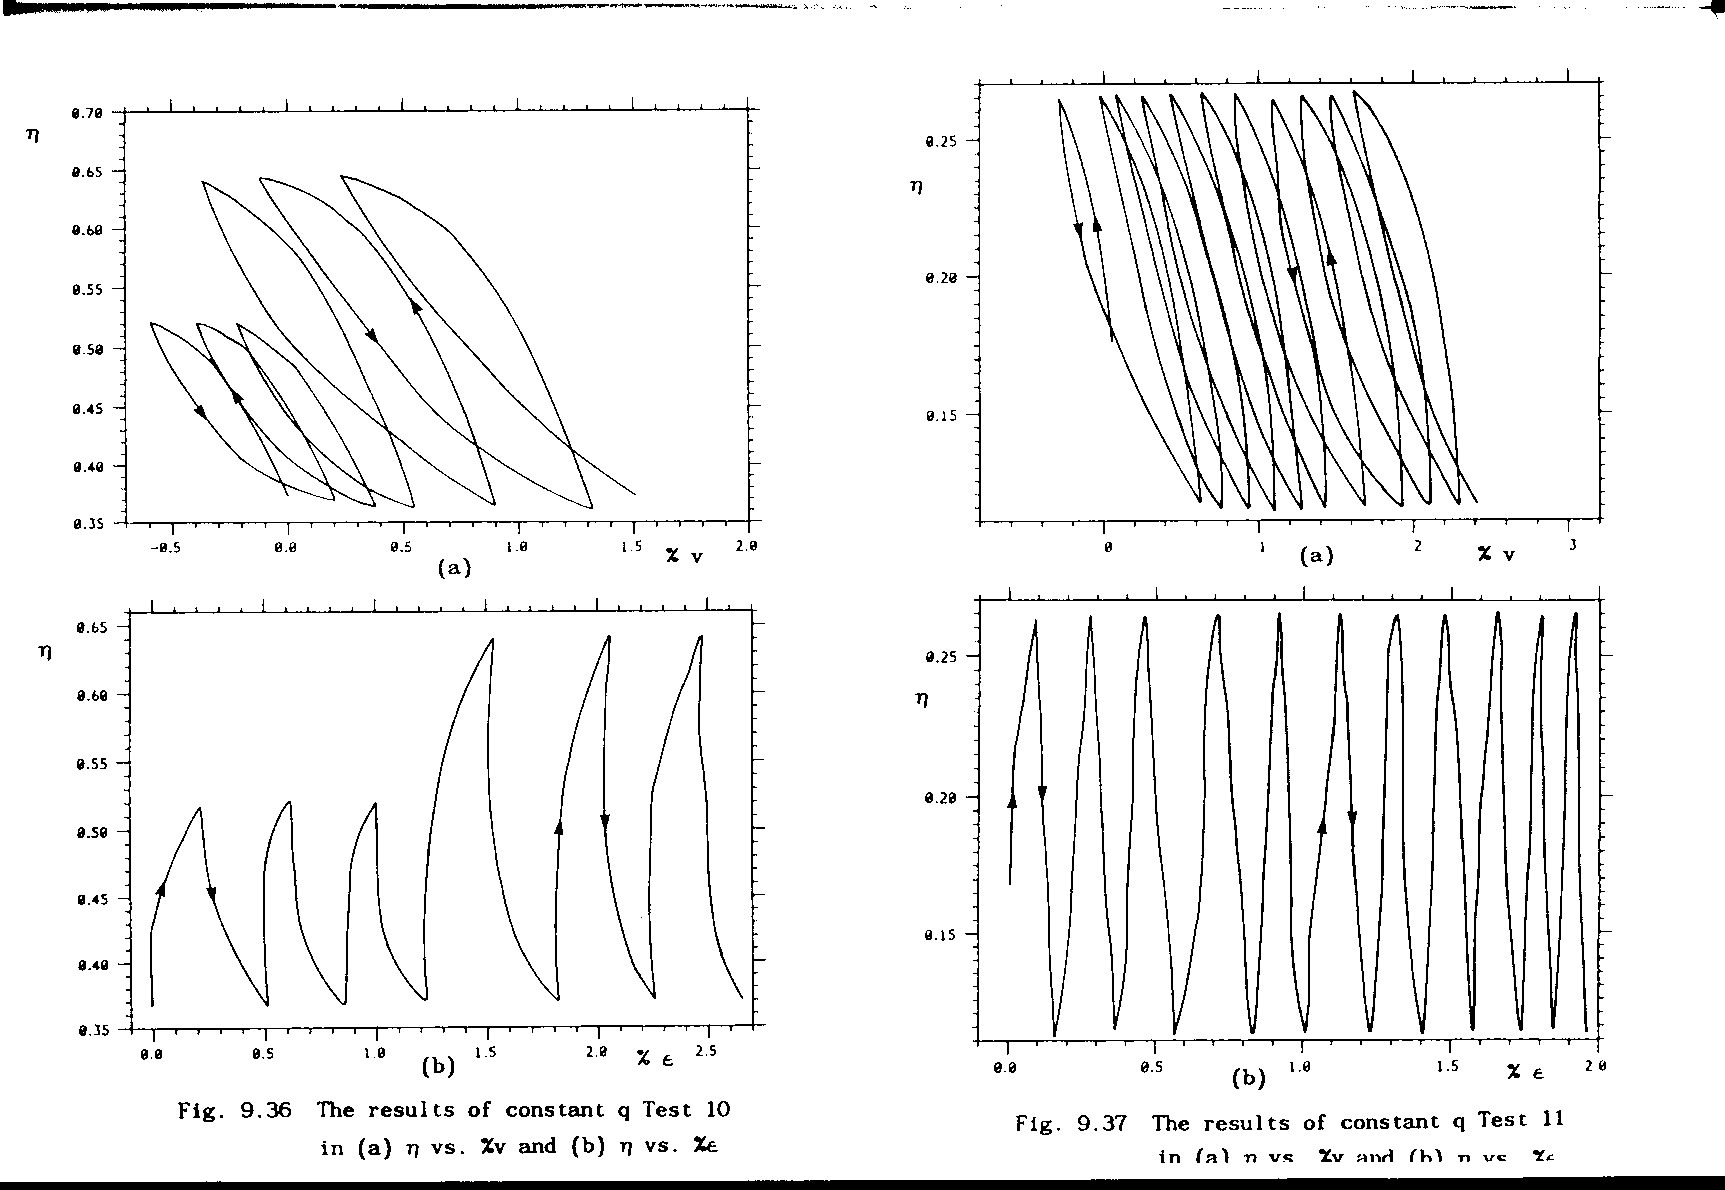 0.70
η
0.65
0.60
0.55
0.50
0.45
0.40
0.35
-0.5 0.0 0.5 1.0 1.5 2.0
(a)
% v
0.65
η
0.60
0.55
0.50
0.45
0.40
0.35
0.0 0.5 1.0 1.5 2.0 2.5
(b)
% ε
Fig. 9.36 The results of constant q Test 10
in (a) η vs. %v and (b) η vs. %ε
0.25
η
0.20
0.15
0 1 2 3
(a)
% v
0.25
η
0.20
0.15
0.0 0.5 1.0 1.5 2 0
(b)
% ε
Fig. 9.37 The results of constant q Test 11
in (a) η vs. %v and (b) η vs. %ε